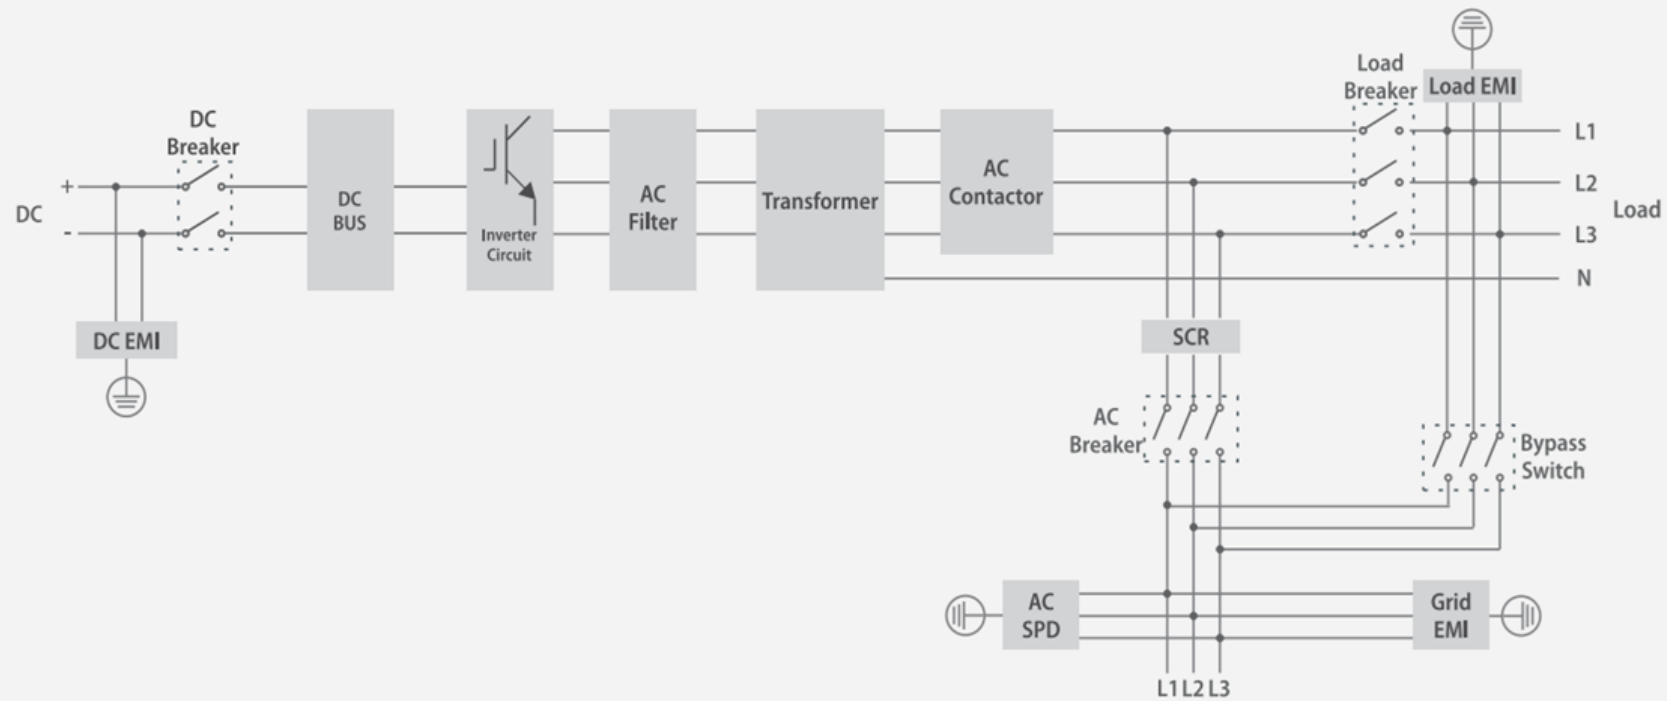 DC
+
-
DC
Breaker
DC EMI
DC
BUS
Inverter
Circuit
AC
Filter
Transformer
AC
Contactor
Load
Breaker
Load EMI
L1
L2
L3
N
Load
SCR
AC
Breaker
Bypass
Switch
AC
SPD
Grid
EMI
L1 L2 L3